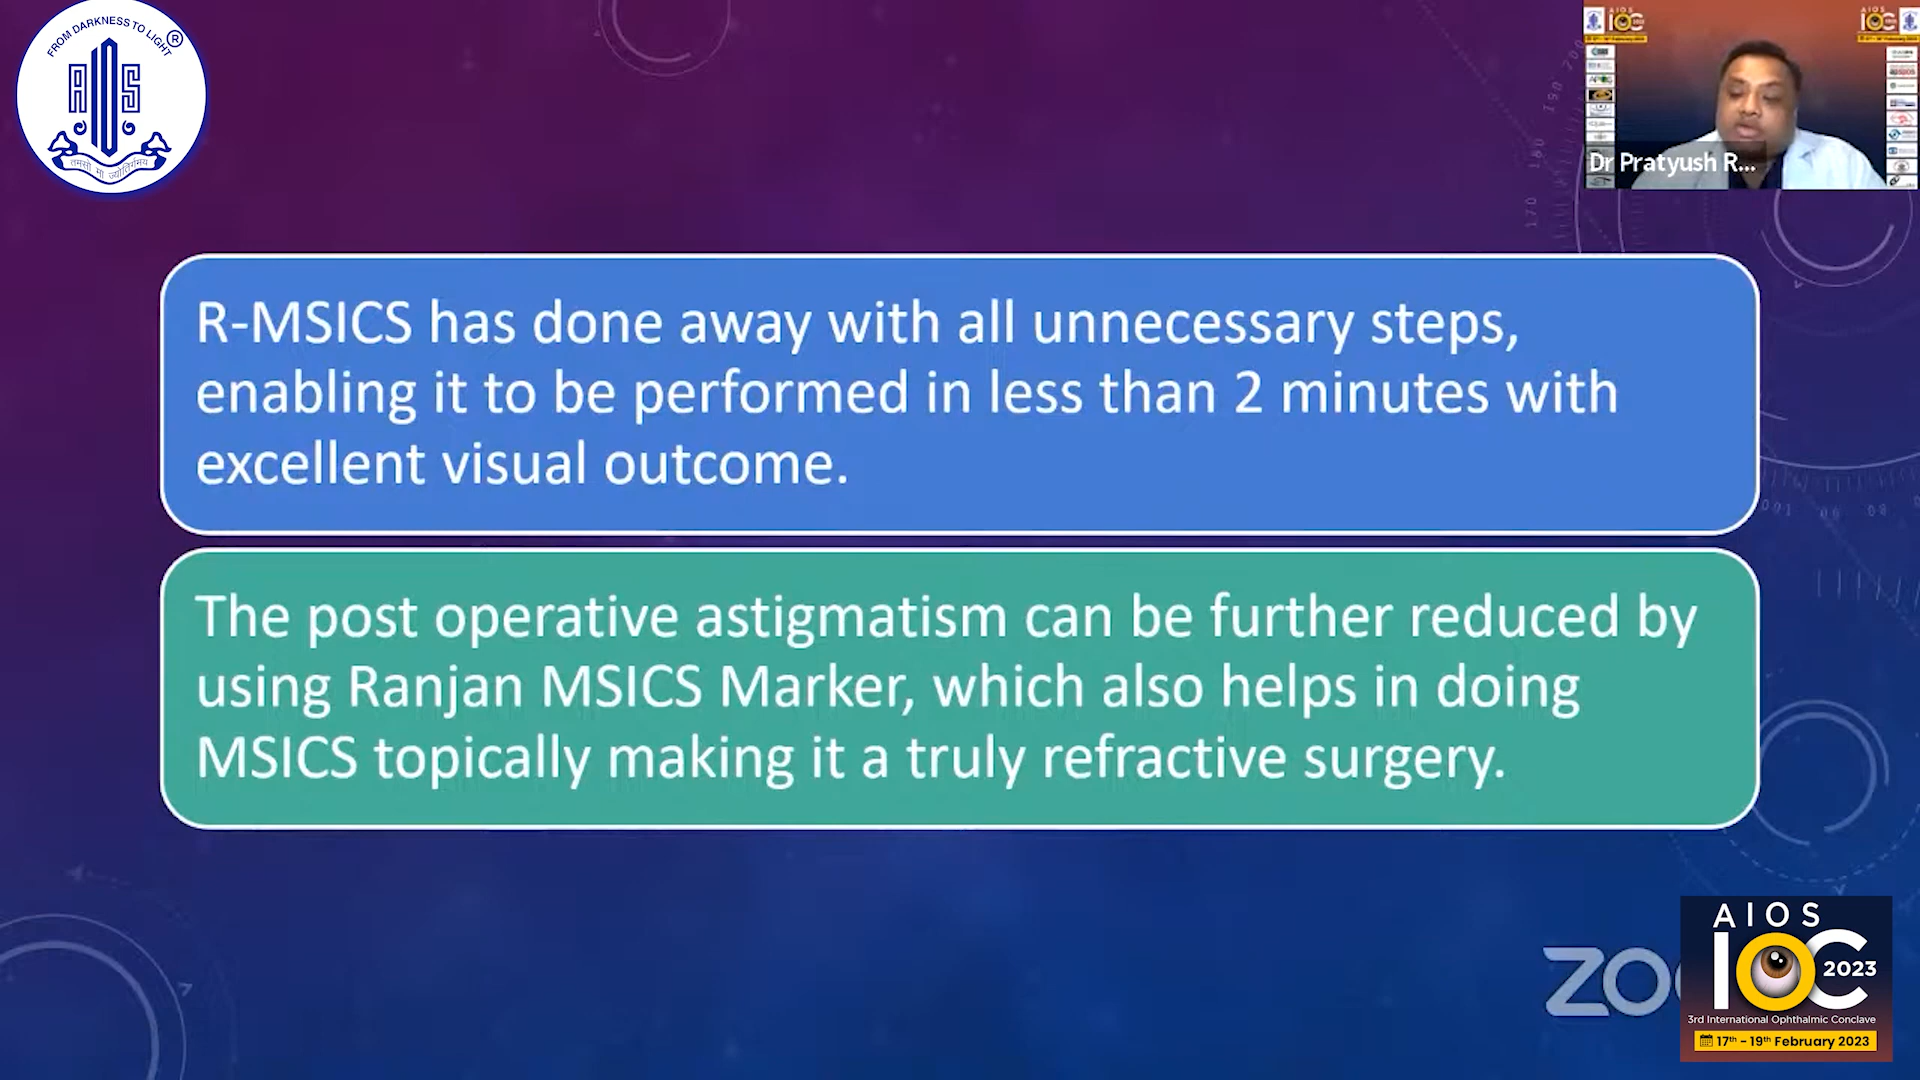 FROM DARKNESS TO LIGHT
®
AIOS
तमसो मा ज्योतिर्गमय
Dr Pratyush R...
R-MSICS has done away with all unnecessary steps,
enabling it to be performed in less than 2 minutes with
excellent visual outcome.
The post operative astigmatism can be further reduced by
using Ranjan MSICS Marker, which also helps in doing
MSICS topically making it a truly refractive surgery.
AIOS
IOC 2023
3rd International Ophthalmic Conclave
17th - 19th February 2023